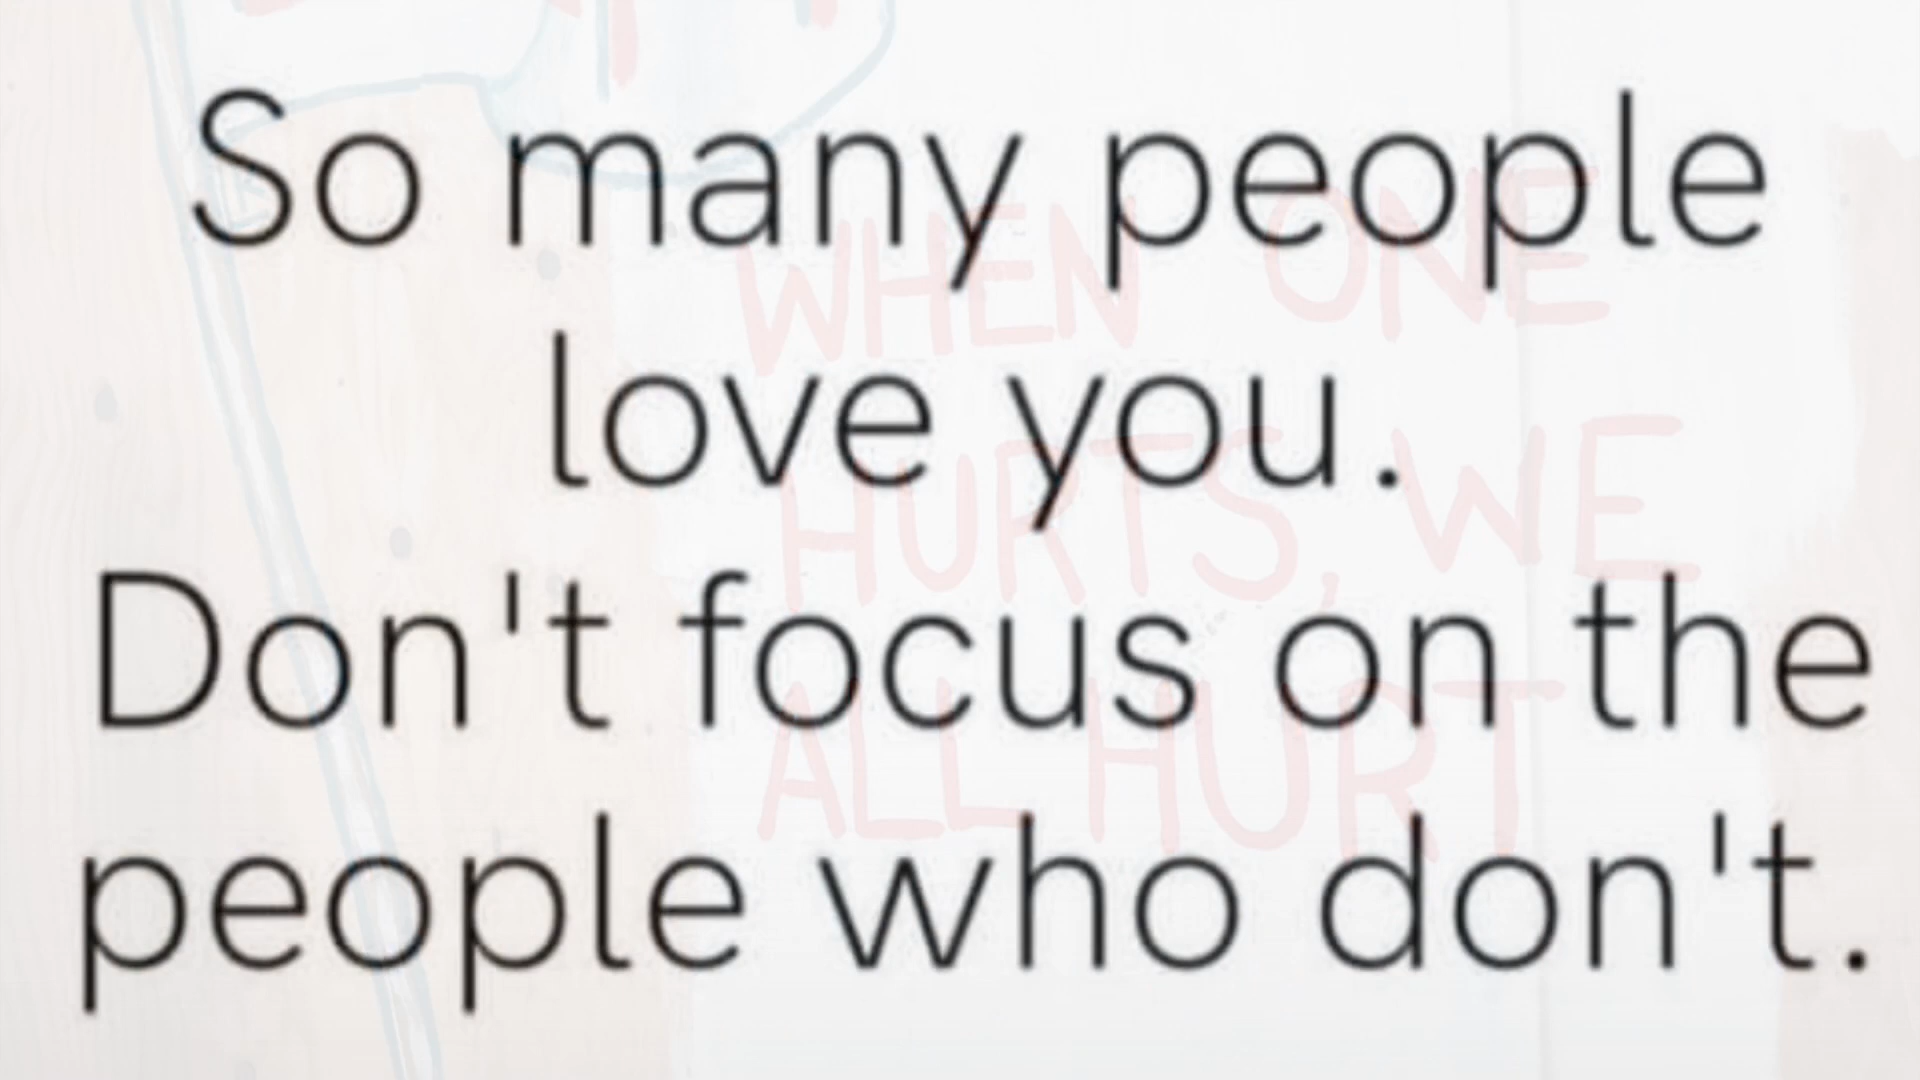 So many people
love you.
Don't focus on the
people who don't.
WHEN ONE
HURTS, WE
ALL HURT